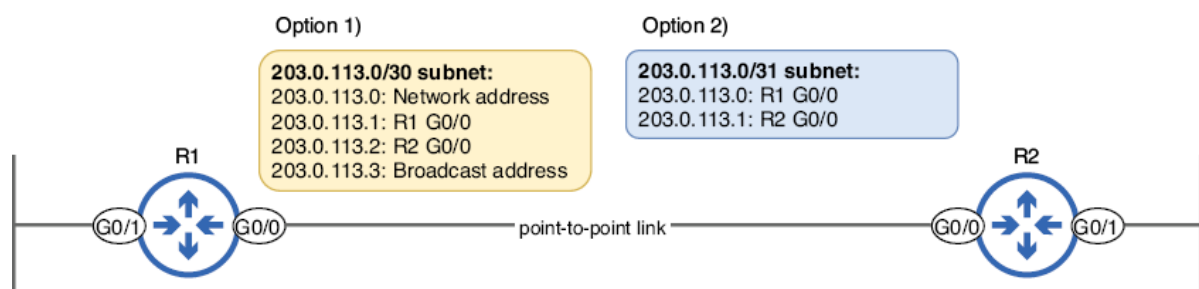 Option 1)
203.0.113.0/30 subnet:
203.0.113.0: Network address
203.0.113.1: R1 G0/0
203.0.113.2: R2 G0/0
203.0.113.3: Broadcast address
Option 2)
203.0.113.0/31 subnet:
203.0.113.0: R1 G0/0
203.0.113.1: R2 G0/0
R1
R2
G0/1
G0/0
point-to-point link
G0/0
G0/1